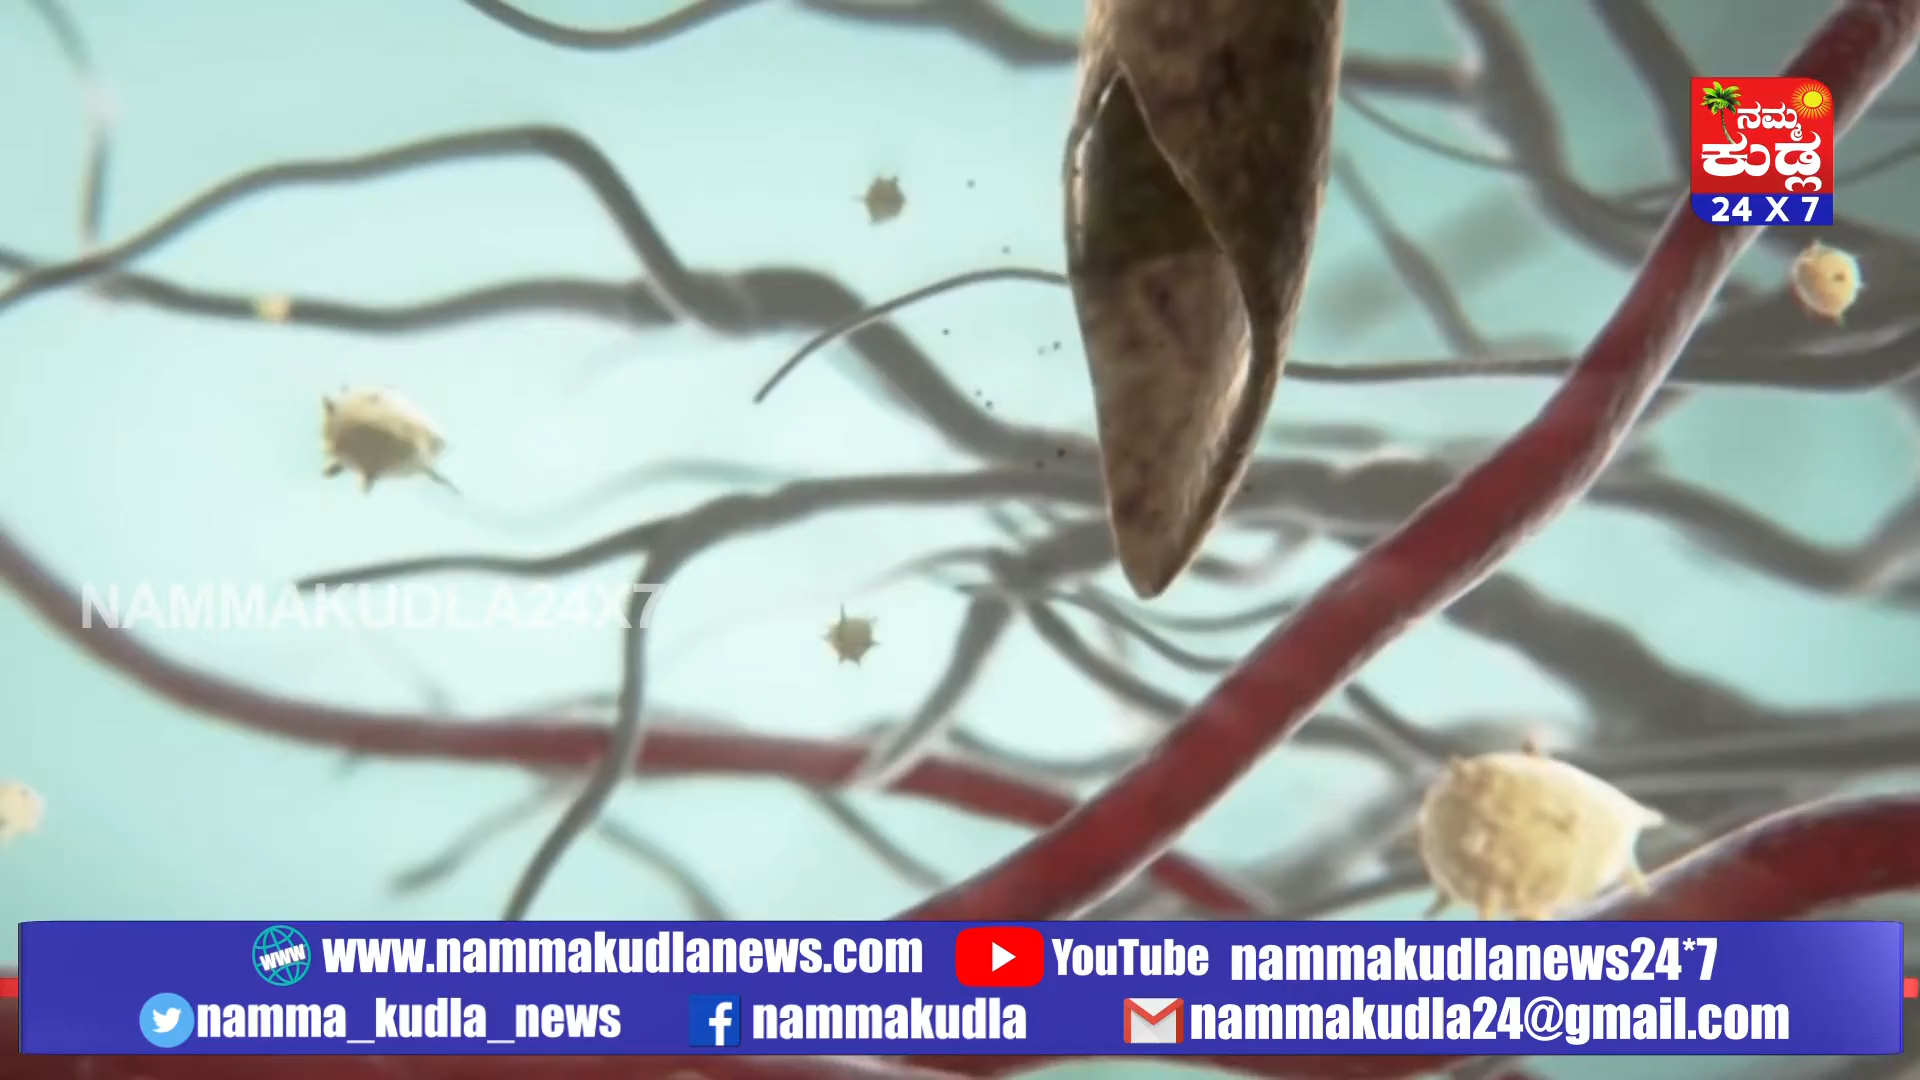 ನಮ್ಮ
ಕುಡ್ಲ
24 X 7
NAMMAKUDLA24X7
www
www.nammakudlanews.com
YouTube nammakudlanews24*7
namma_kudla_news
f nammakudla
nammakudla24@gmail.com